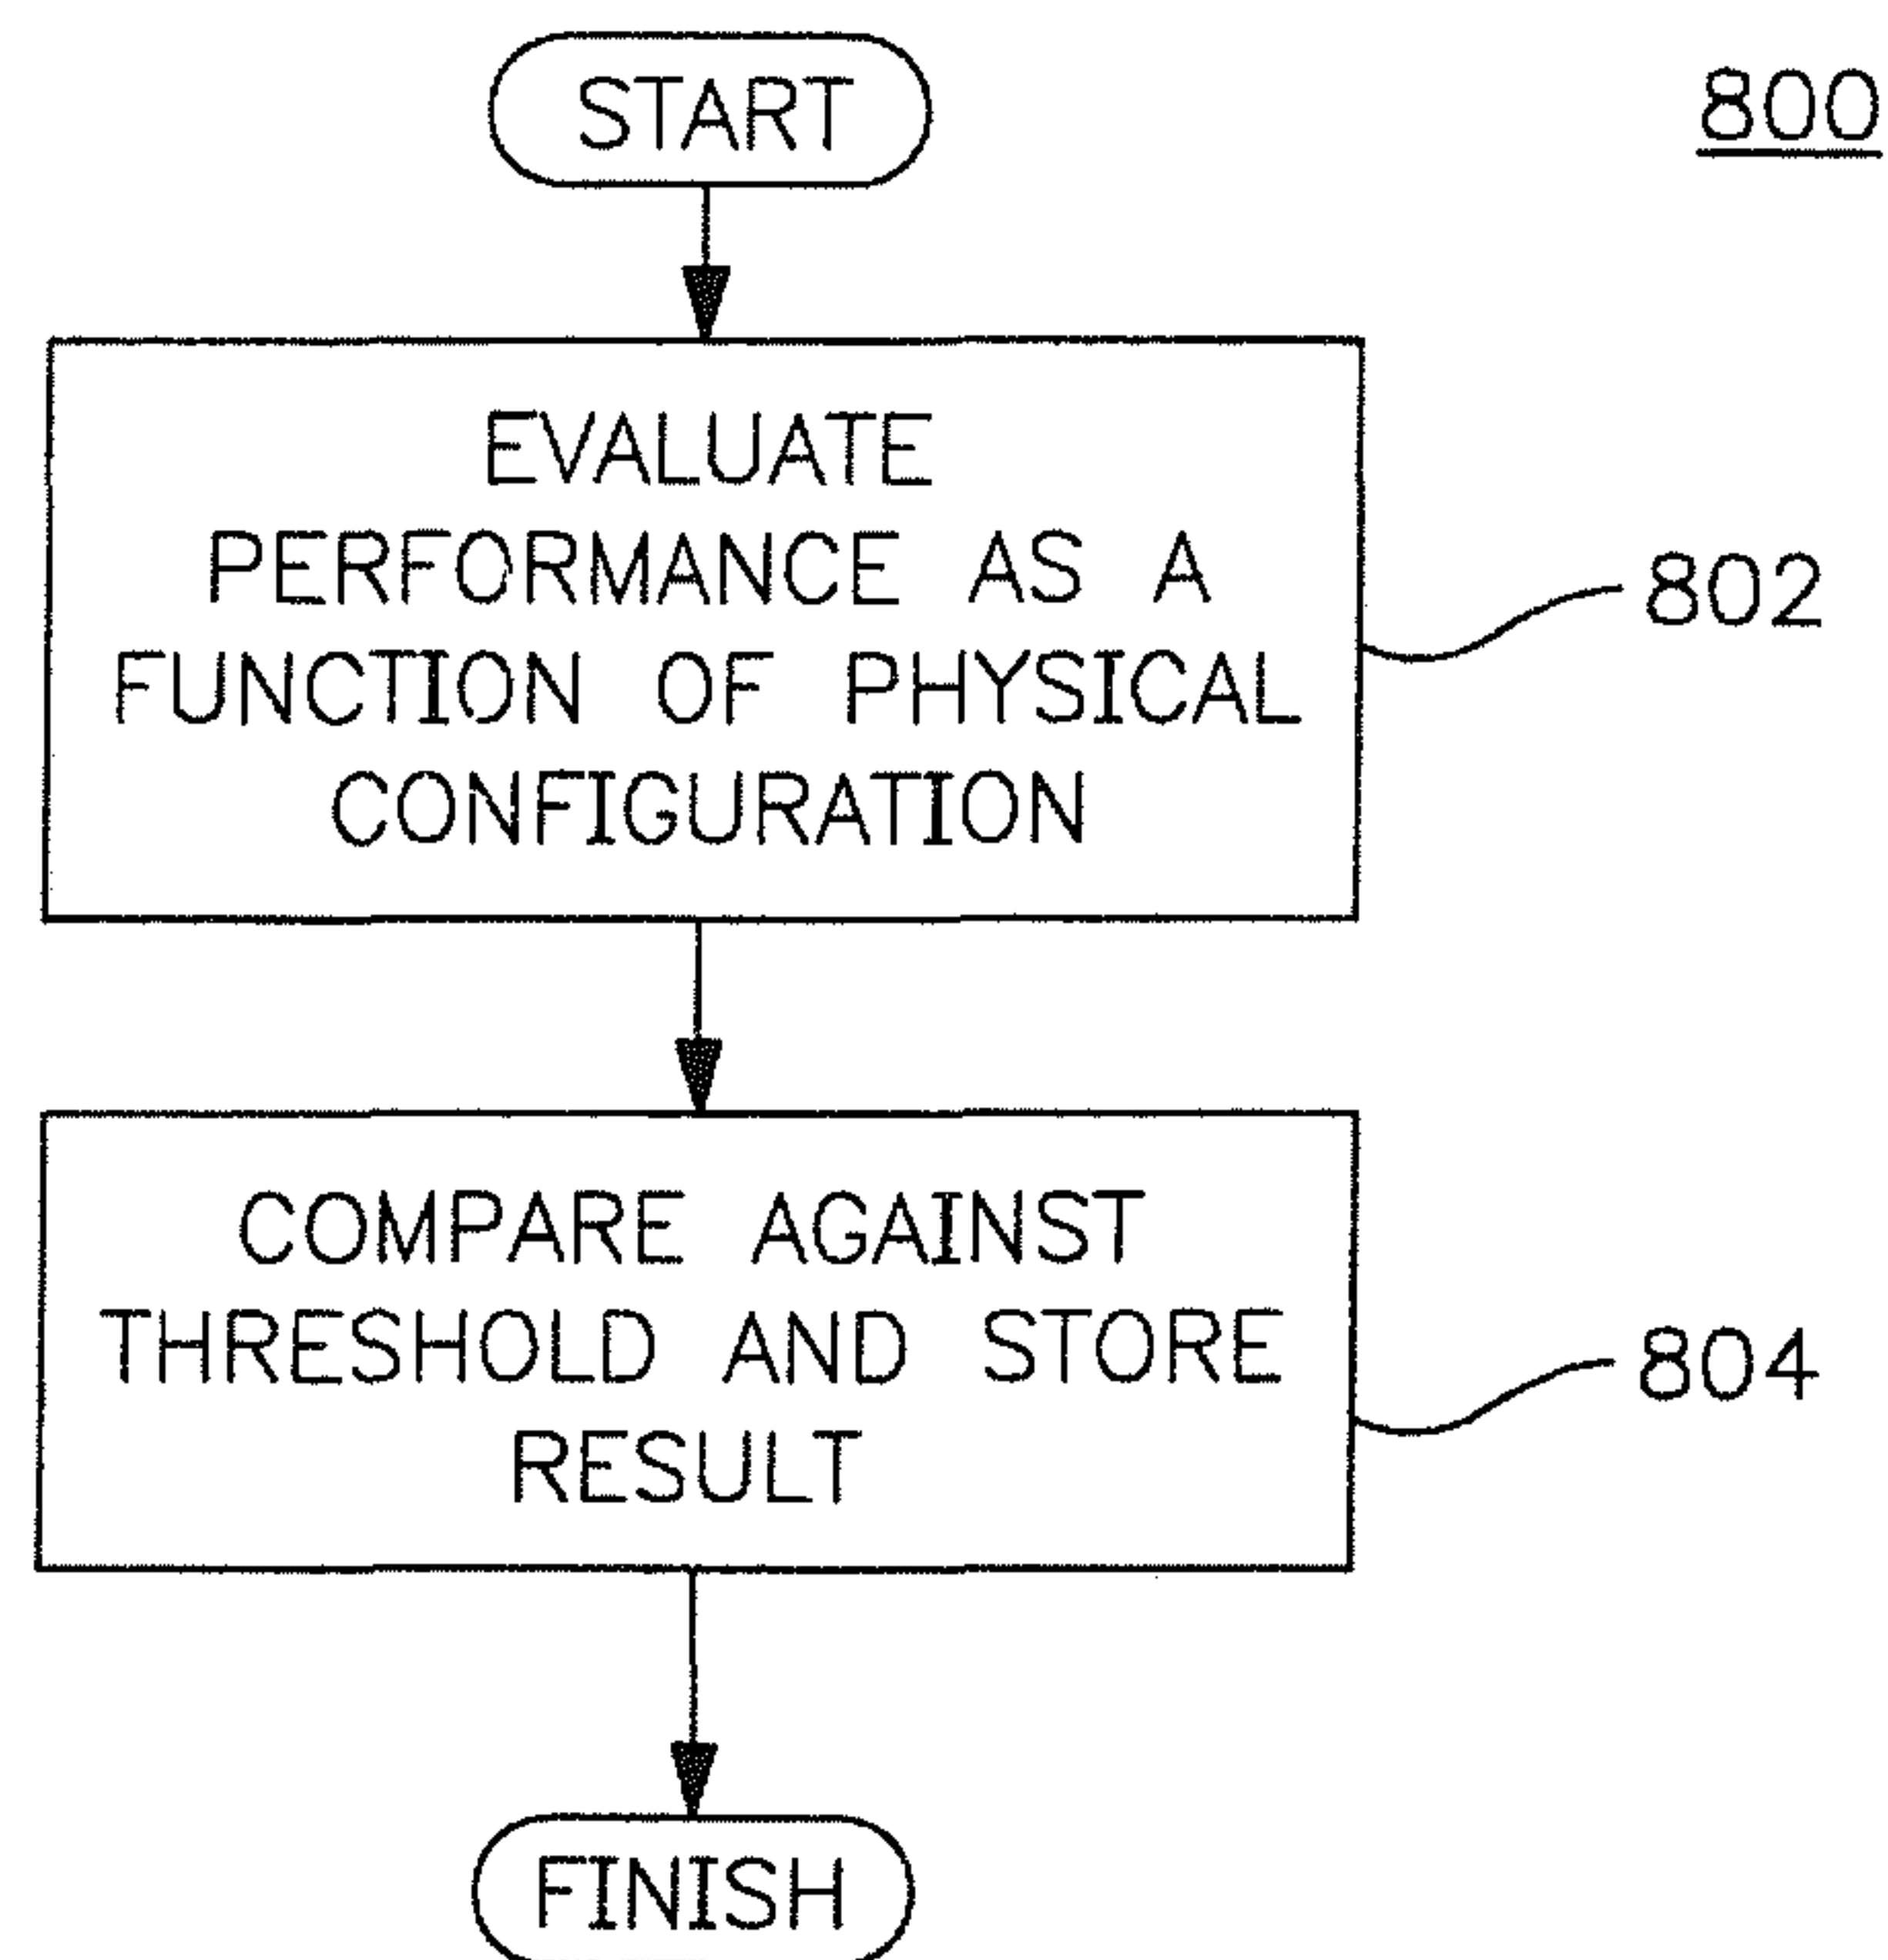 START
800
EVALUATE
PERFORMANCE AS A
FUNCTION OF PHYSICAL
CONFIGURATION
802
COMPARE AGAINST
THRESHOLD AND STORE
RESULT
804
FINISH